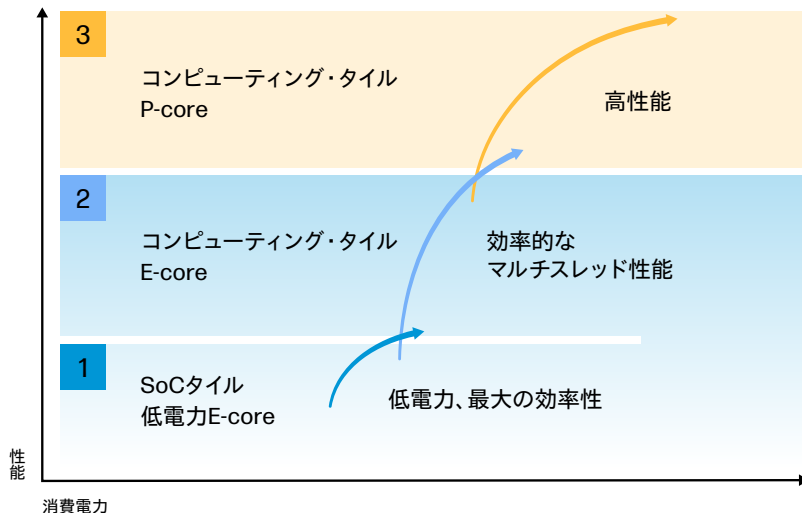 3
コンピューティング・タイル
P-core
高性能
2
コンピューティング・タイル
E-core
効率的な
マルチスレッド性能
1
SoCタイル
低電力E-core
低電力、最大の効率性
性能
消費電力